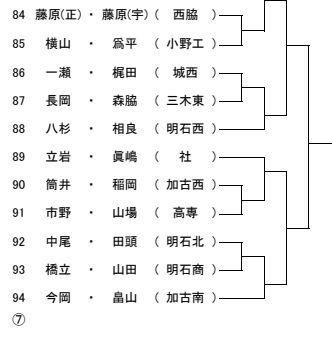 84 藤原(正) ・ 藤原(宇) ( 西脇 )
85 横山 ・ 爲平 ( 小野工 )
86 一瀬 ・ 梶田 ( 城西 )
87 長岡 ・ 森脇 ( 三木東 )
88 八杉 ・ 相良 ( 明石西 )
89 立岩 ・ 眞嶋 ( 社 )
90 筒井 ・ 稲岡 ( 加古西 )
91 市野 ・ 山場 ( 高専 )
92 中尾 ・ 田頭 ( 明石北 )
93 橋立 ・ 山田 ( 明石商 )
94 今岡 ・ 畠山 ( 加古南 )
⑦